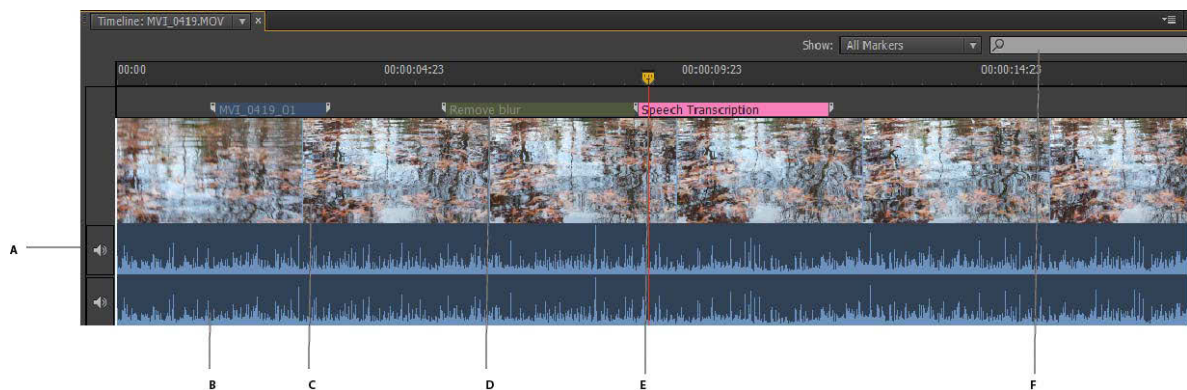 Timeline: MVI_0419.MOV
Show: All Markers
00:00 00:00:04:23 00:00:09:23 00:00:14:23
MVI_0419_01 Remove blur Speech Transcription
A
B C D E F